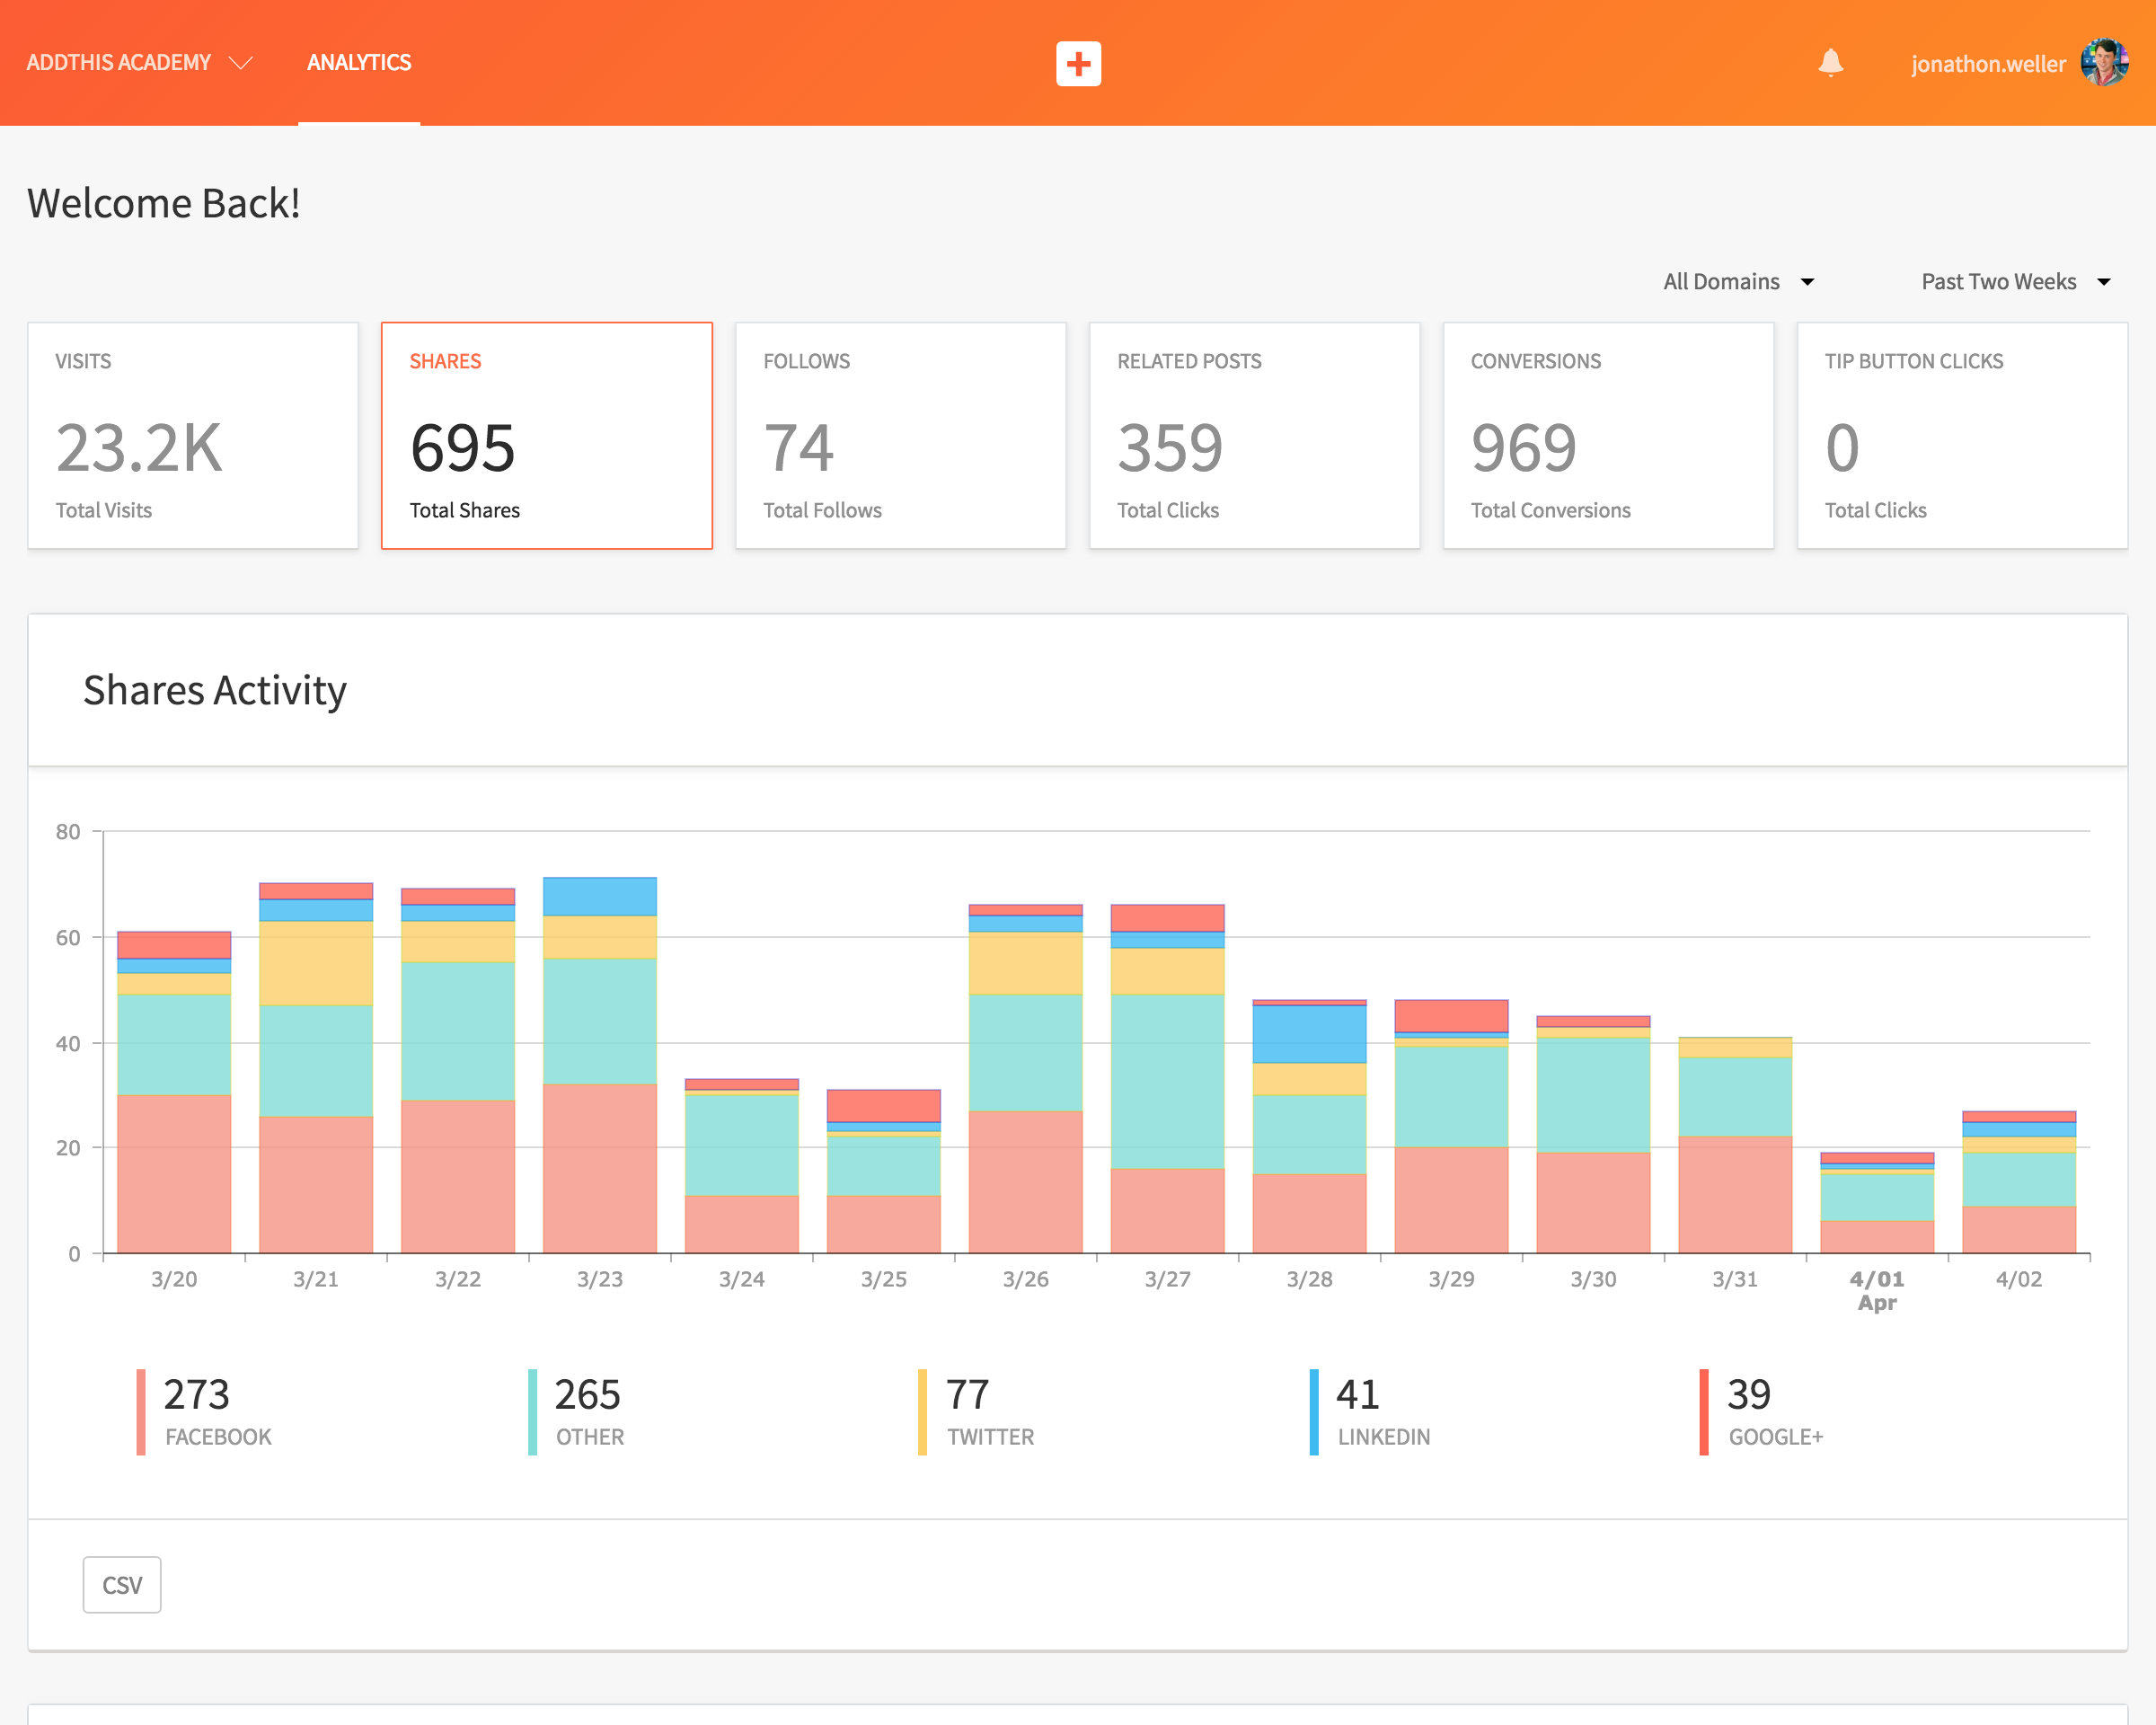 ADDTHIS ACADEMY ANALYTICS jonathon.weller
Welcome Back!
All Domains Past Two Weeks
VISITS SHARES FOLLOWS RELATED POSTS CONVERSIONS TIP BUTTON CLICKS
23.2K 695 74 359 969 0
Total Visits Total Shares Total Follows Total Clicks Total Conversions Total Clicks
Shares Activity
80
60
40
20
0
3/20 3/21 3/22 3/23 3/24 3/25 3/26 3/27 3/28 3/29 3/30 3/31 4/01 4/02
Apr
273 265 77 41 39
FACEBOOK OTHER TWITTER LINKEDIN GOOGLE+
CSV